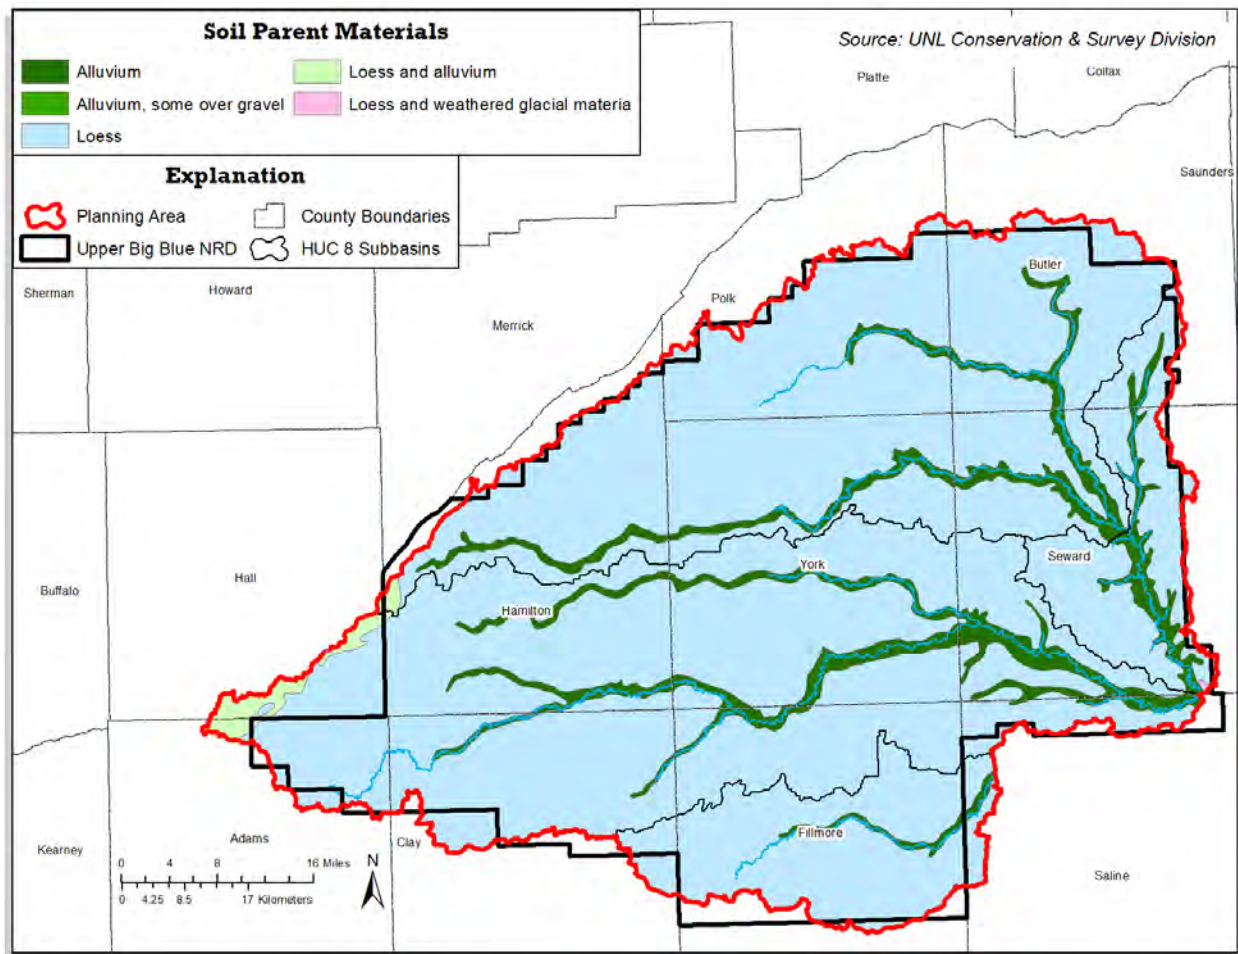 Soil Parent Materials
Alluvium
Loess and alluvium
Alluvium, some over gravel
Loess and weathered glacial materia
Loess
Explanation
Planning Area
County Boundaries
Upper Big Blue NRD
HUC 8 Subbasins
Source: UNL Conservation & Survey Division
Platte
Colfax
Saunders
Sherman
Howard
Merrick
Polk
Butler
Buffalo
Hall
Hamilton
York
Seward
Kearney
Adams
Clay
Fillmore
Saline
0 4 8 16 Miles
0 4.25 8.5 17 Kilometers
N